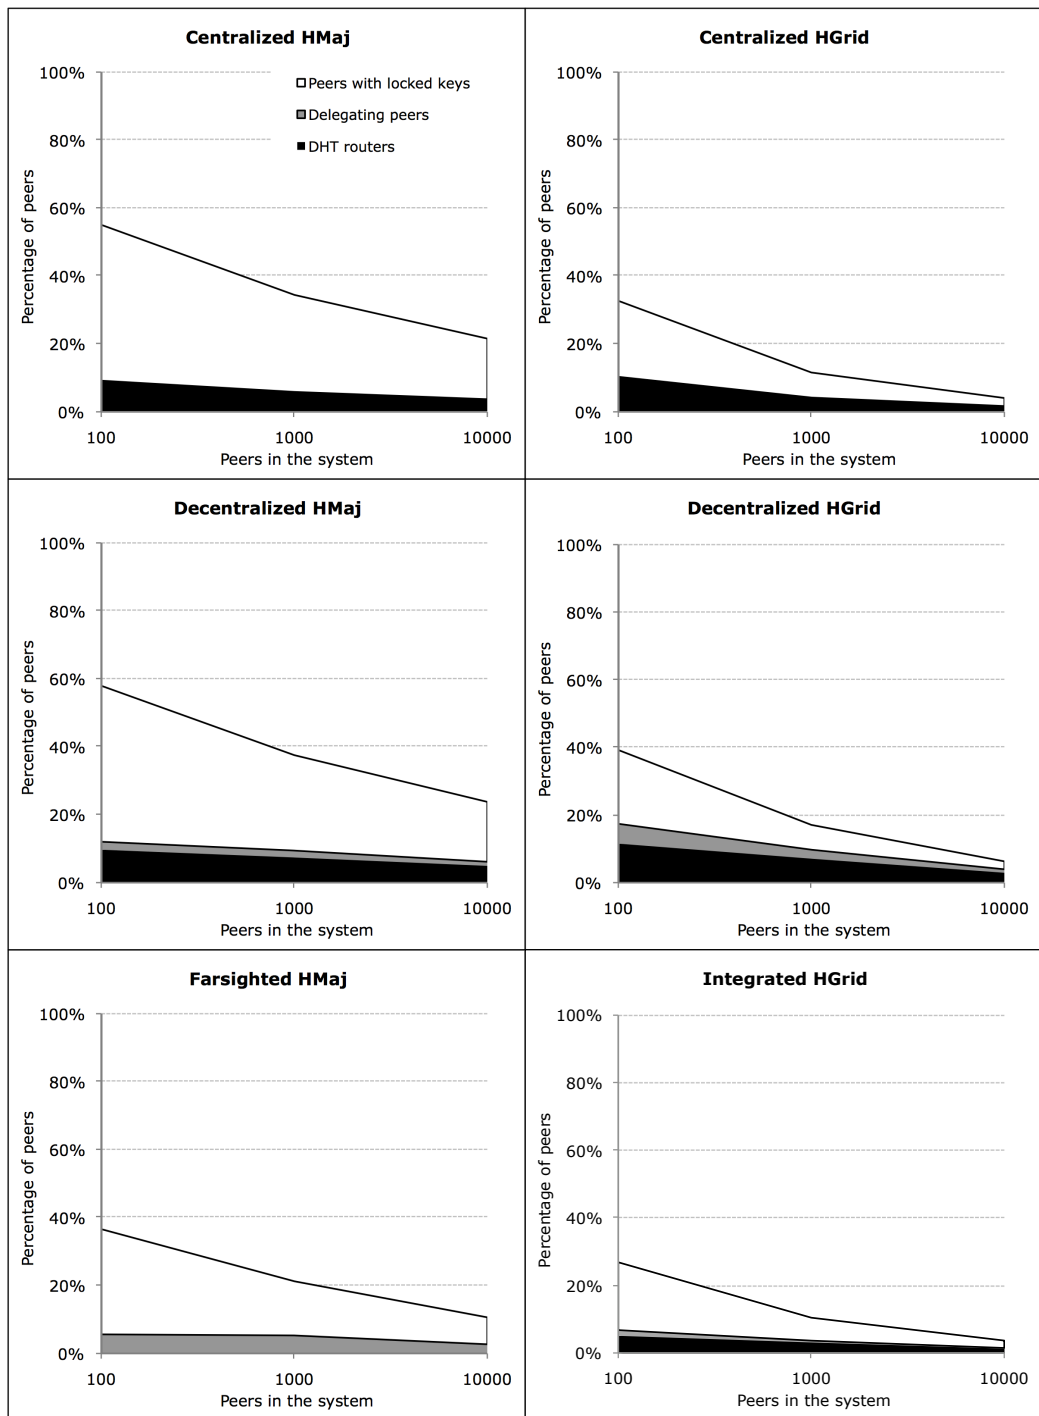 Centralized HMaj
100%
80%
60%
40%
20%
0%
Percentage of peers
Peers with locked keys
Delegating peers
DHT routers
100 1000 10000
Peers in the system
Centralized HGrid
100%
80%
60%
40%
20%
0%
Percentage of peers
100 1000 10000
Peers in the system
Decentralized HMaj
100%
80%
60%
40%
20%
0%
Percentage of peers
100 1000 10000
Peers in the system
Decentralized HGrid
100%
80%
60%
40%
20%
0%
Percentage of peers
100 1000 10000
Peers in the system
Farsighted HMaj
100%
80%
60%
40%
20%
0%
Percentage of peers
100 1000 10000
Peers in the system
Integrated HGrid
100%
80%
60%
40%
20%
0%
Percentage of peers
100 1000 10000
Peers in the system